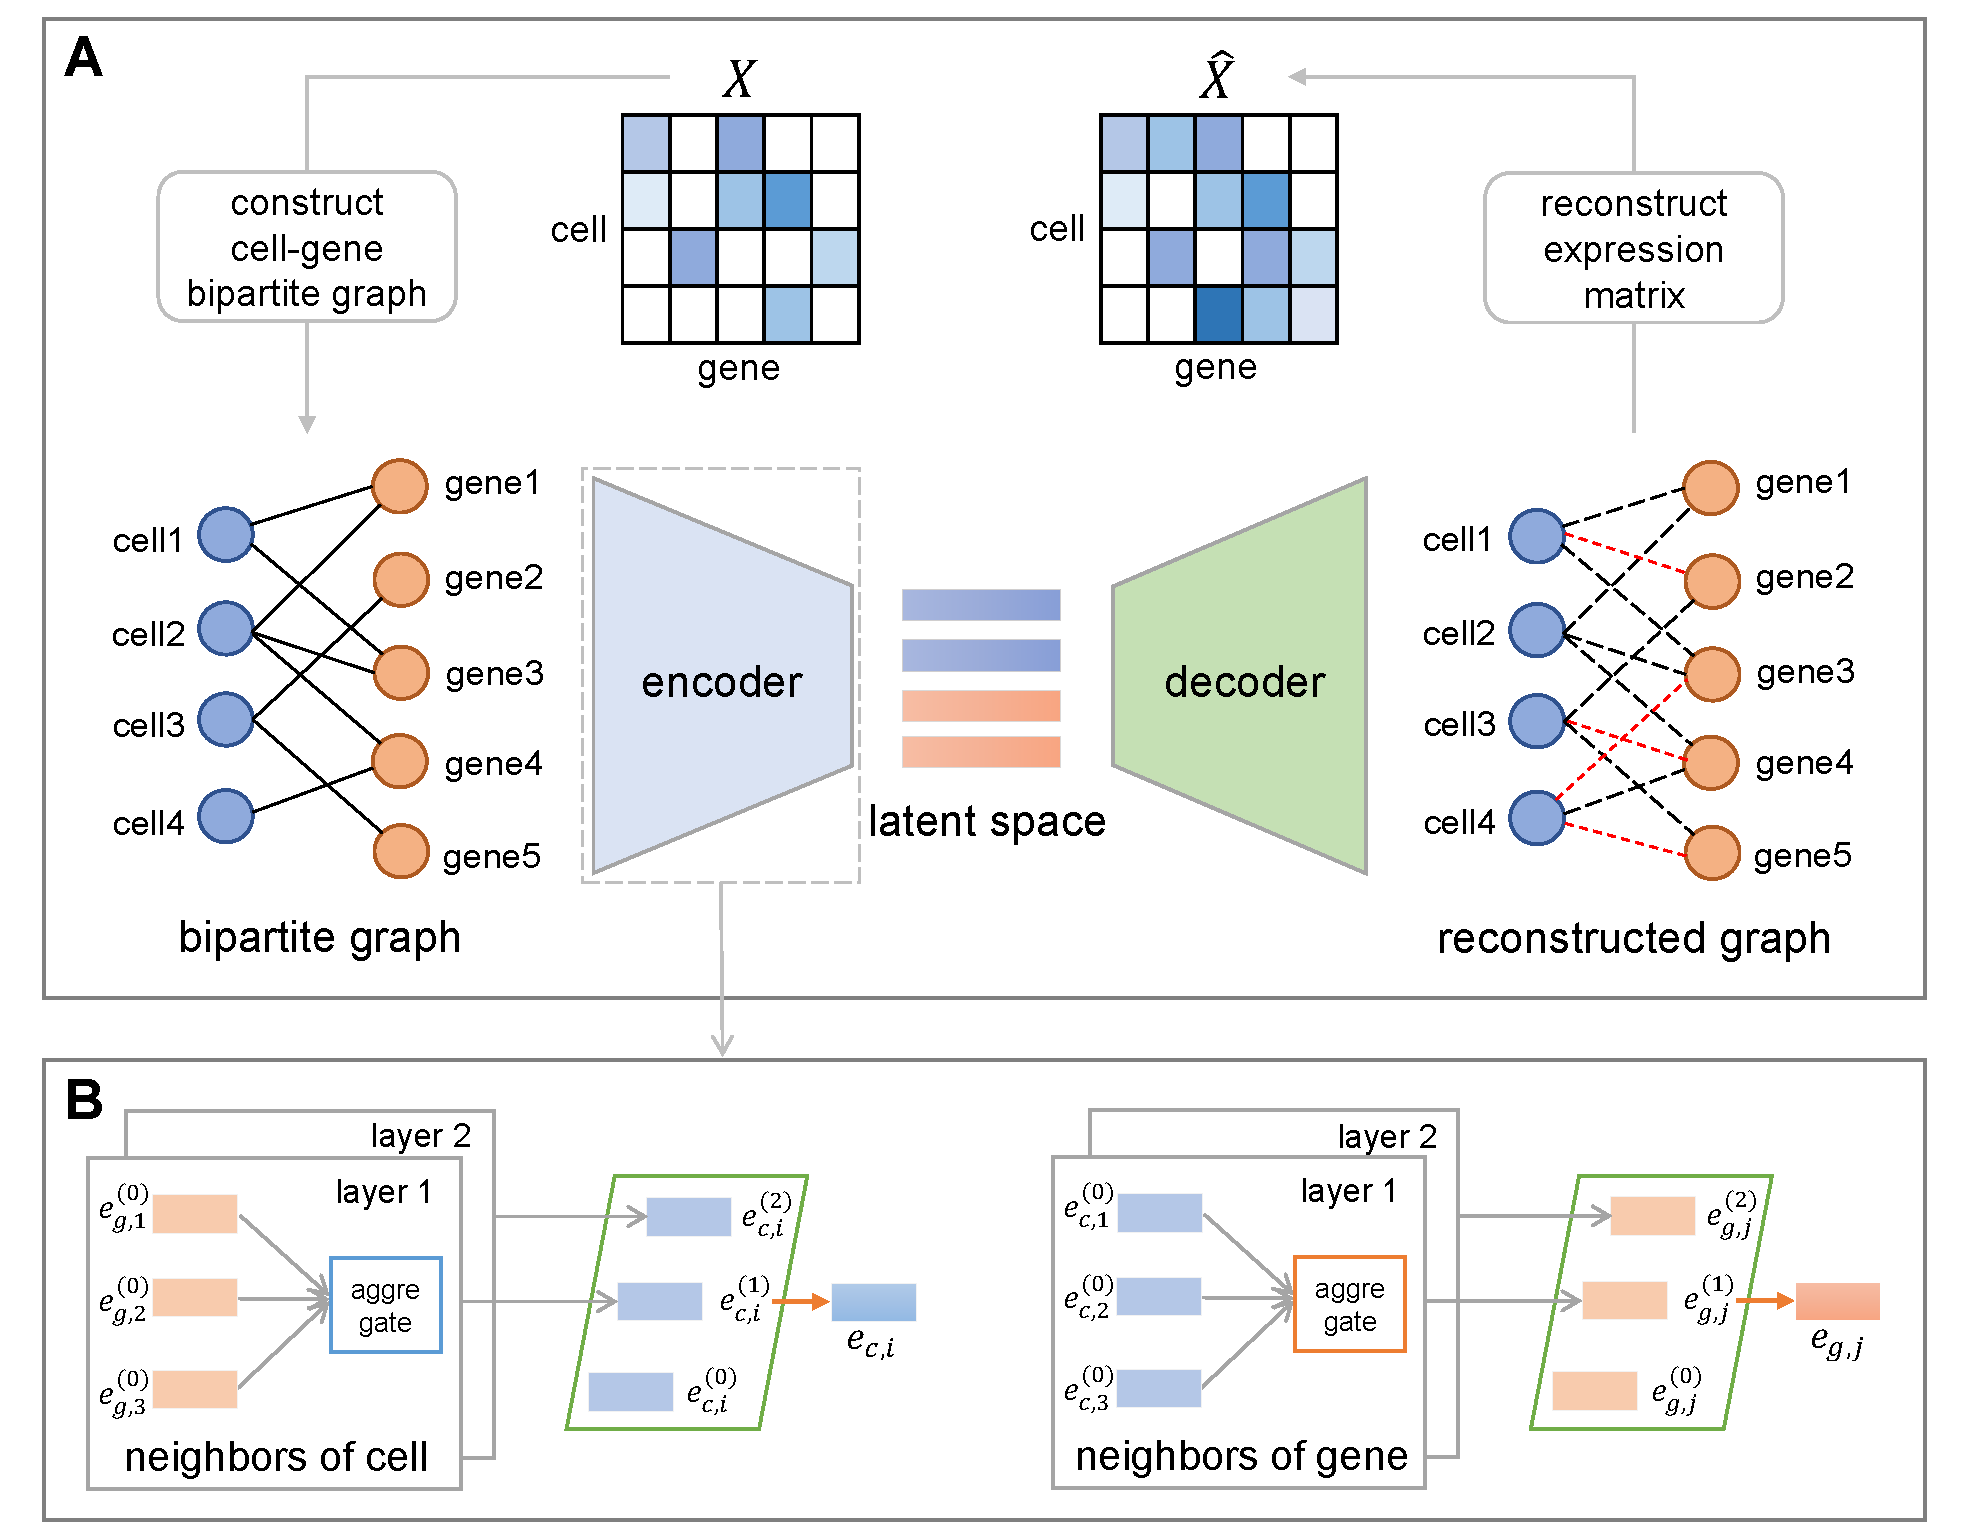 A
X
X̂
construct
cell-gene
bipartite graph
cell
gene
cell
gene
reconstruct
expression
matrix
cell1
cell2
cell3
cell4
gene1
gene2
gene3
gene4
gene5
bipartite graph
encoder
latent space
decoder
cell1
cell2
cell3
cell4
gene1
gene2
gene3
gene4
gene5
reconstructed graph
B
layer 2
layer 1
e_{g,1}^{(0)}
e_{g,2}^{(0)}
e_{g,3}^{(0)}
aggre
gate
neighbors of cell
e_{c,i}^{(2)}
e_{c,i}^{(1)}
e_{c,i}^{(0)}
e_{c,i}
layer 2
layer 1
e_{c,1}^{(0)}
e_{c,2}^{(0)}
e_{c,3}^{(0)}
aggre
gate
neighbors of gene
e_{g,j}^{(2)}
e_{g,j}^{(1)}
e_{g,j}^{(0)}
e_{g,j}